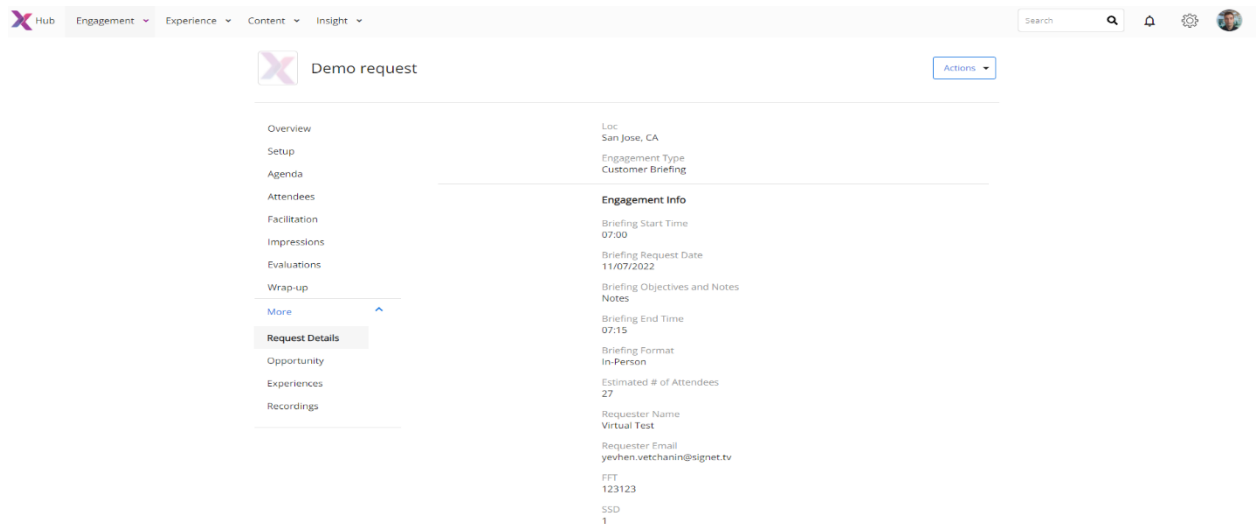 Hub Engagement Experience Content Insight Search
Demo request
Actions
Overview
Setup
Agenda
Attendees
Facilitation
Impressions
Evaluations
Wrap-up
More
Request Details
Opportunity
Experiences
Recordings
Loc
San Jose, CA
Engagement Type
Customer Briefing
Engagement Info
Briefing Start Time
07:00
Briefing Request Date
11/07/2022
Briefing Objectives and Notes
Notes
Briefing End Time
07:15
Briefing Format
In-Person
Estimated # of Attendees
27
Requester Name
Virtual Test
Requester Email
yevhen.vetchanin@signet.tv
FFT
123123
SSD
1